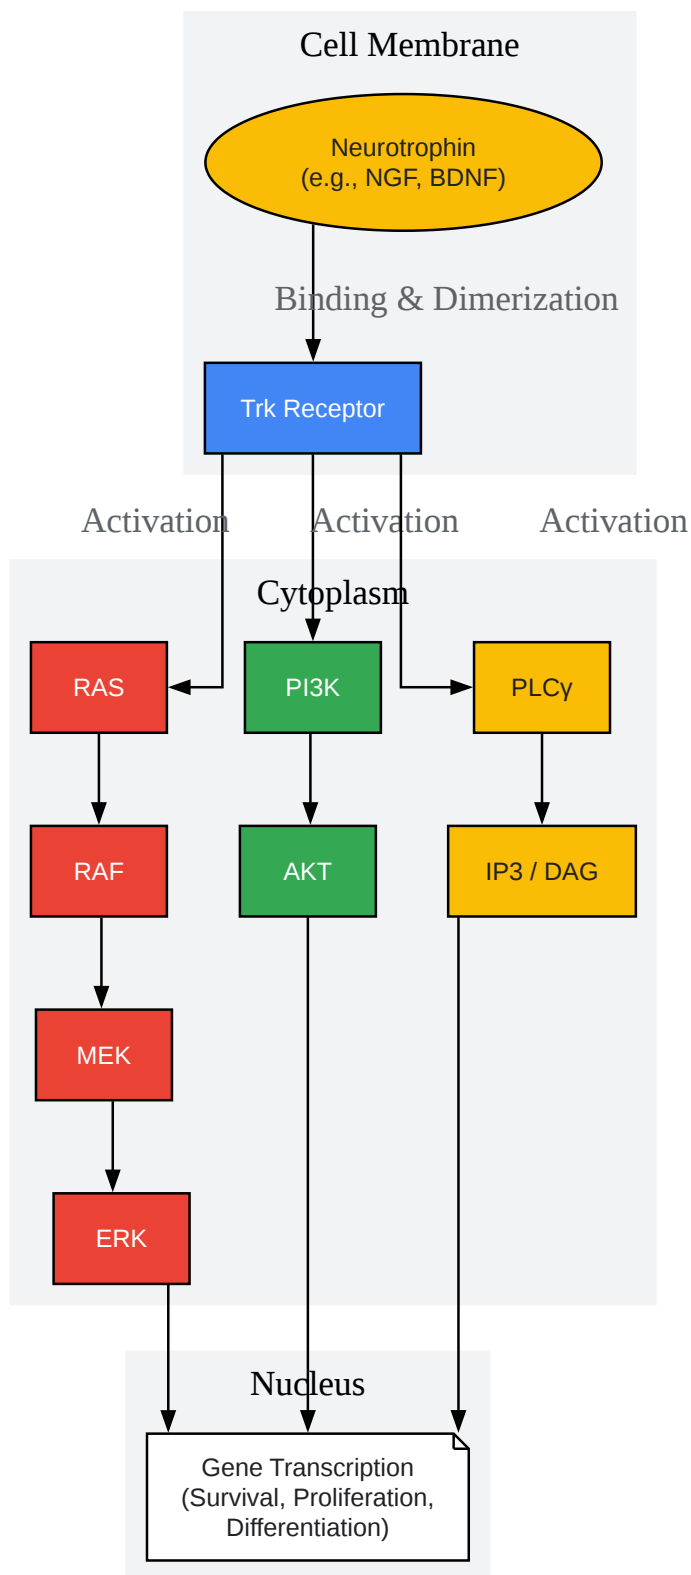 Cell Membrane
Neurotrophin
(e.g., NGF, BDNF)
Binding & Dimerization
Trk Receptor
Activation
Activation
Activation
Cytoplasm
RAS
PI3K
PLCγ
RAF
AKT
IP3 / DAG
MEK
ERK
Nucleus
Gene Transcription
(Survival, Proliferation,
Differentiation)